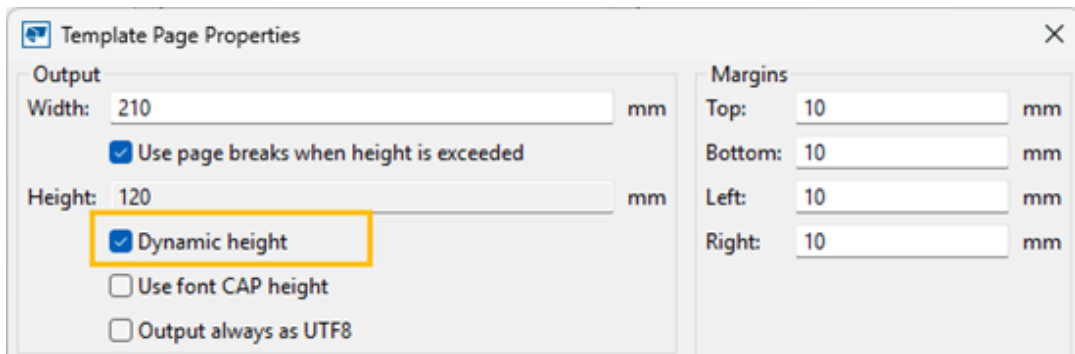 Template Page Properties
Output
Width: 210 mm
Use page breaks when height is exceeded
Height: 120 mm
Dynamic height
Use font CAP height
Output always as UTF8
Margins
Top: 10 mm
Bottom: 10 mm
Left: 10 mm
Right: 10 mm